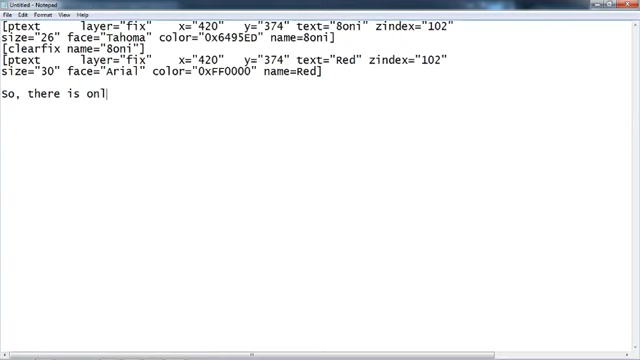 Untitled - Notepad
File Edit Format View Help
[ptext layer="fix" x="420" y="374" text="8oni" zindex="102"
size="26" face="Tahoma" color="0x6495ED" name=8oni]
[clearfix name="8oni"]
[ptext layer="fix" x="420" y="374" text="Red" zindex="102"
size="30" face="Arial" color="0xFF0000" name=Red]
So, there is onl